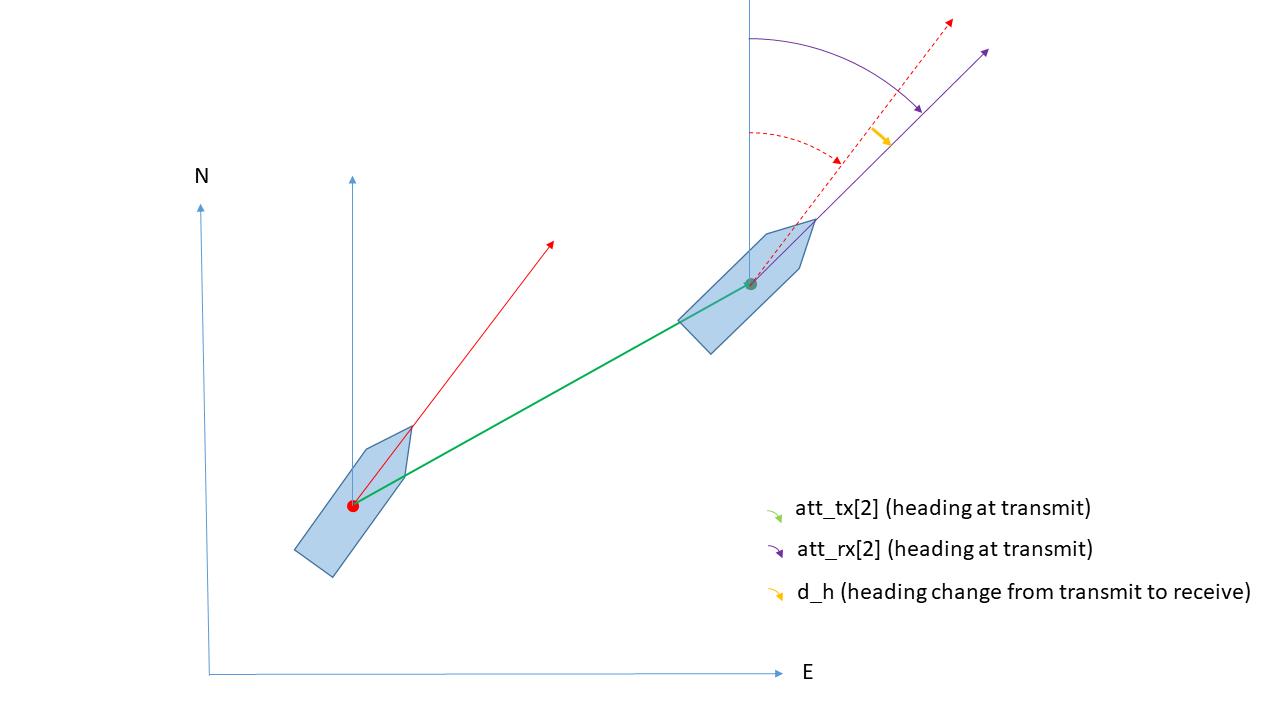 N
att_tx[2] (heading at transmit)
att_rx[2] (heading at transmit)
d_h (heading change from transmit to receive)
E